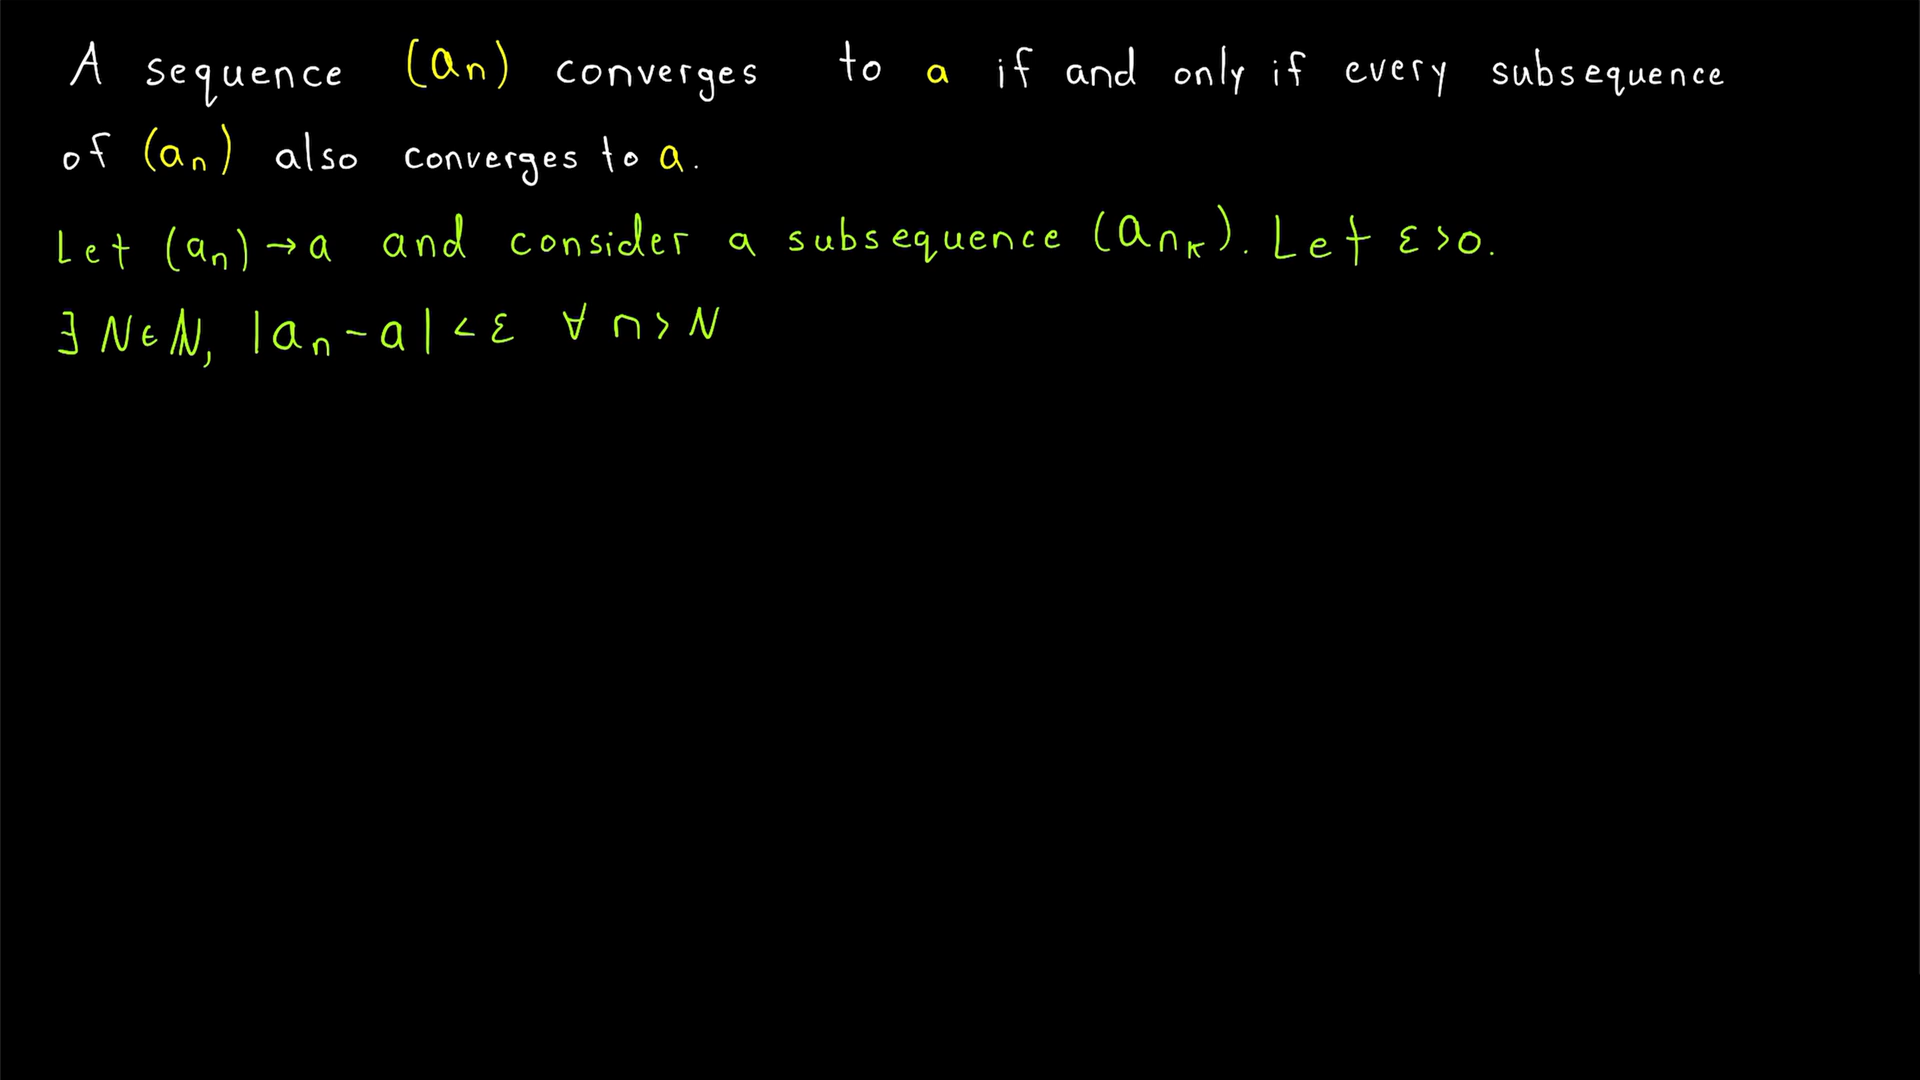 A sequence (aₙ) converges to a if and only if every subsequence
of (aₙ) also converges to a.
Let (aₙ) → a and consider a subsequence (aₙₖ). Let ε > 0.
∃ N ∈ ℕ, |aₙ - a| < ε ∀ n > N